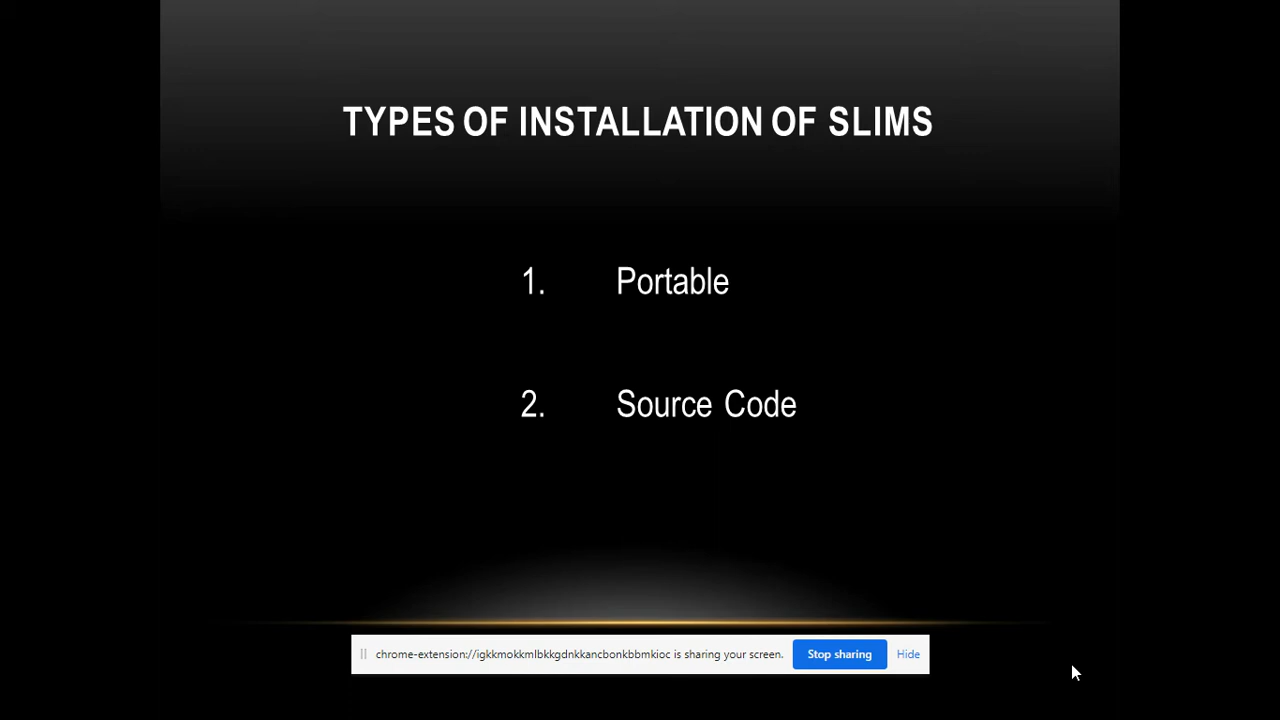 TYPES OF INSTALLATION OF SLIMS
1. Portable
2. Source Code
chrome-extension://igkkmokkmlbkkgdnkkancbonkbbmkioc is sharing your screen. Stop sharing Hide